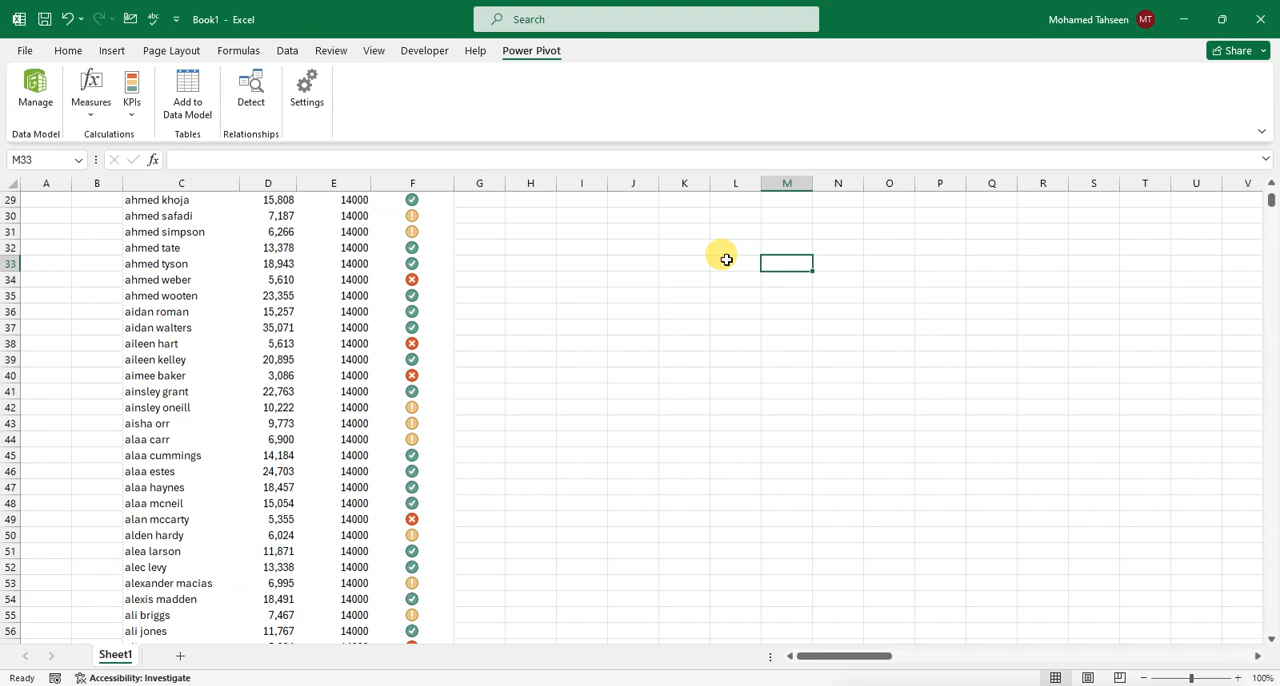 Book1 - Excel Search Mohamed Tahseen MT
File Home Insert Page Layout Formulas Data Review View Developer Help Power Pivot Share
Manage Measures KPIs Add to Data Model Detect Settings
Data Model Calculations Tables Relationships
M33 fx
A B C D E F G H I J K L M N O P Q R S T U V
29 ahmed khoja 15,808 14000
30 ahmed safadi 7,187 14000
31 ahmed simpson 6,266 14000
32 ahmed tate 13,378 14000
33 ahmed tyson 18,943 14000
34 ahmed weber 5,610 14000
35 ahmed wooten 23,355 14000
36 aidan roman 15,257 14000
37 aidan walters 35,071 14000
38 aileen hart 5,613 14000
39 aileen kelley 20,895 14000
40 aimee baker 3,086 14000
41 ainsley grant 22,763 14000
42 ainsley oneill 10,222 14000
43 aisha orr 9,773 14000
44 alaa carr 6,900 14000
45 alaa cummings 14,184 14000
46 alaa estes 24,703 14000
47 alaa haynes 18,457 14000
48 alaa mcneil 15,054 14000
49 alan mccarty 5,355 14000
50 alden hardy 6,024 14000
51 alea larson 11,871 14000
52 alec levy 13,338 14000
53 alexander macias 6,995 14000
54 alexis madden 18,491 14000
55 ali briggs 7,467 14000
56 ali jones 11,767 14000
Sheet1
Ready Accessibility: Investigate 100%